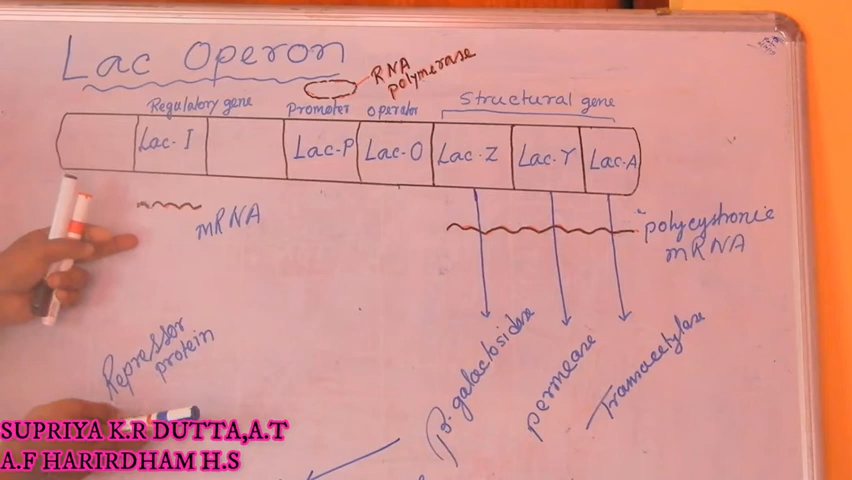 Lac Operon
RNA
polymerase
Regulatory gene
Promoter
Operator
Structural gene
Lac-I
Lac-P
Lac-O
Lac-Z
Lac-Y
Lac-A
mRNA
polycystronic
mRNA
Represser
protein
β-galactosidase
permease
Transacetylase
SUPRIYA K.R DUTTA,A.T
A.F HARIRDHAM H.S